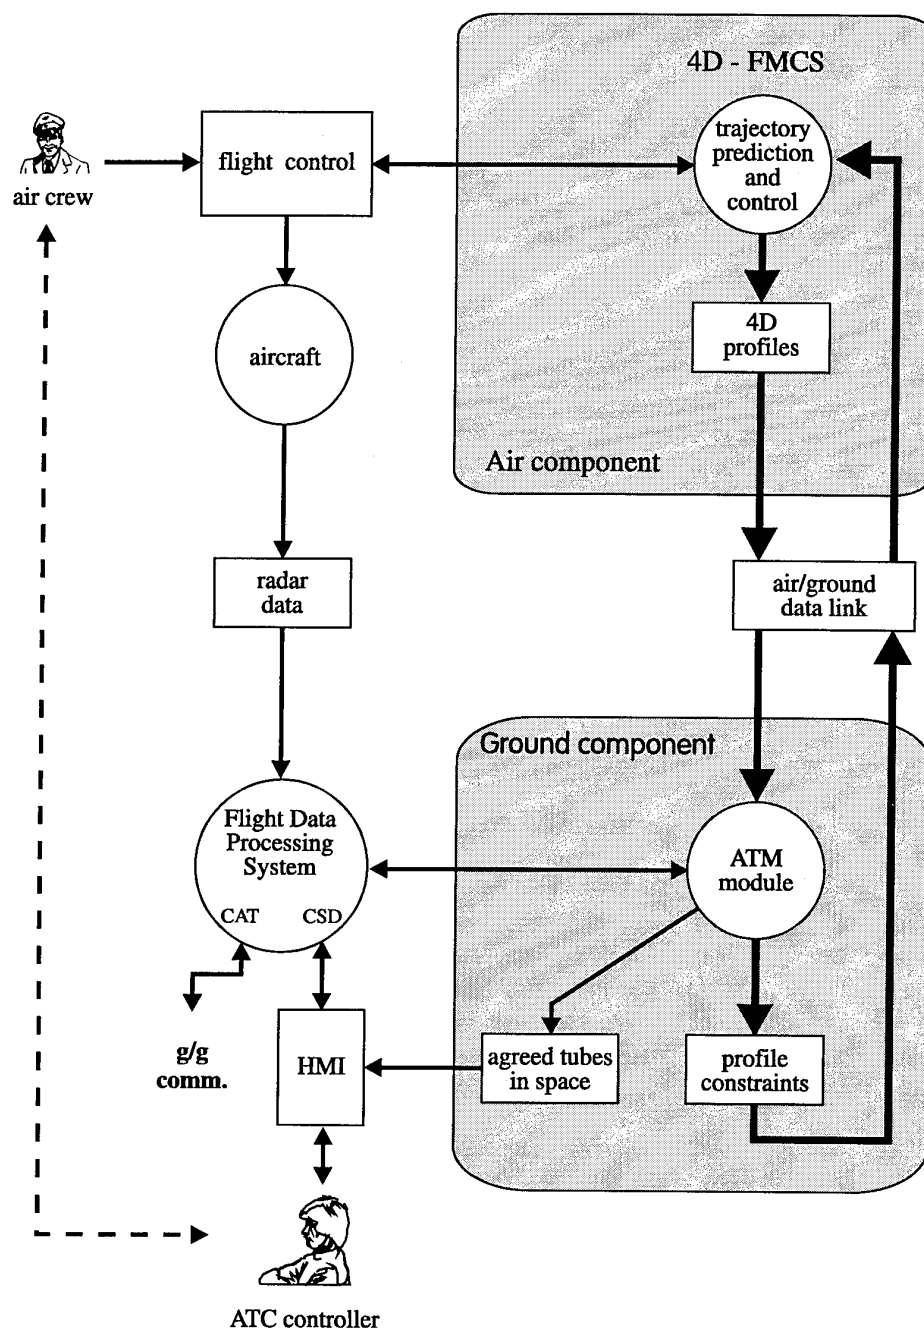 4D - FMCS
trajectory
prediction
and
control
flight control
air crew
4D
profiles
aircraft
Air component
radar
data
air/ground
data link
Ground component
Flight Data
Processing
System
CAT CSD
ATM
module
g/g
comm.
HMI
agreed tubes
in space
profile
constraints
ATC controller